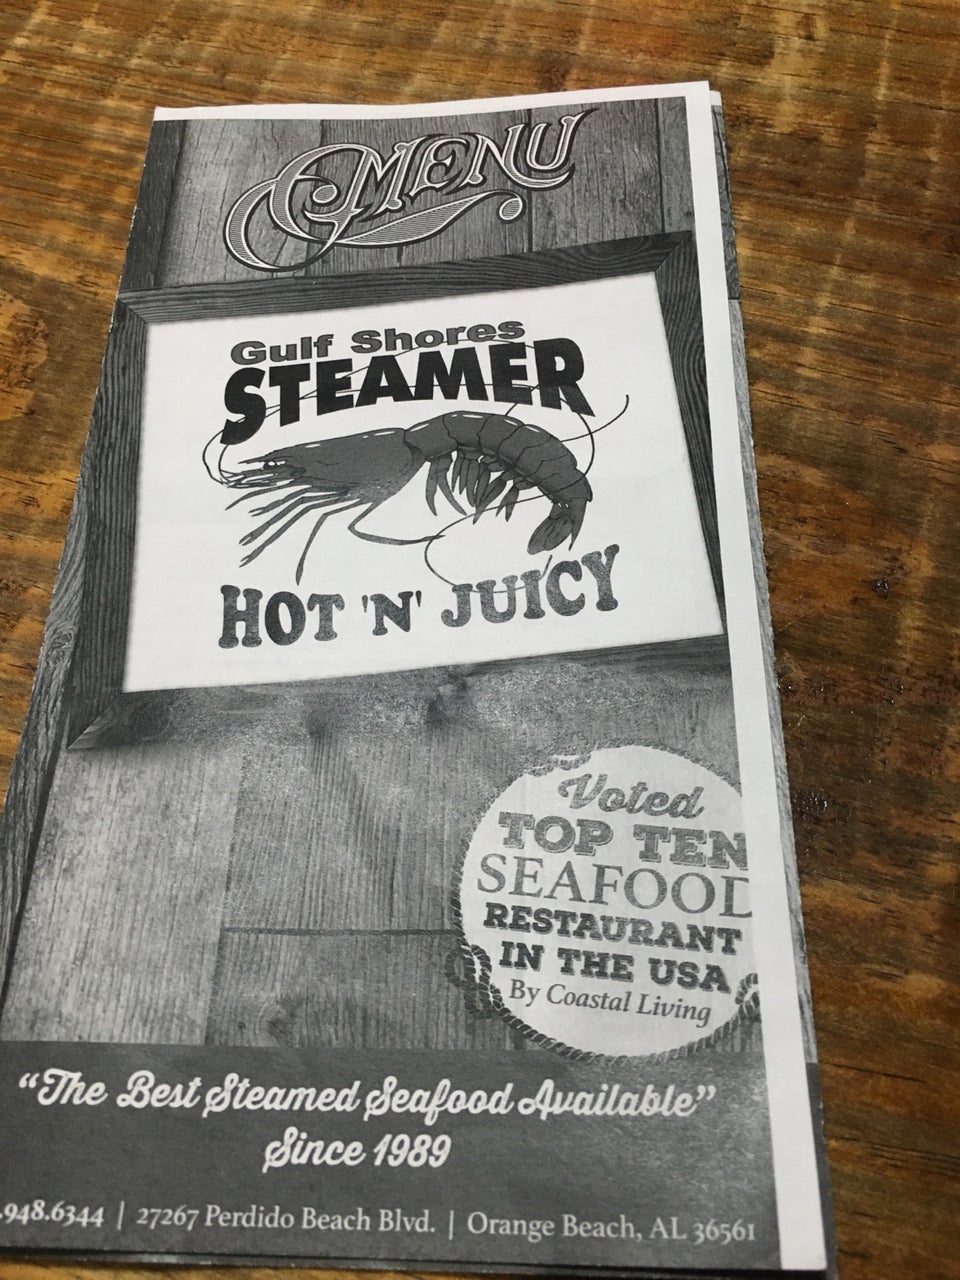 MENU
Gulf Shores
STEAMER
HOT 'N' JUICY
Voted
TOP TEN
SEAFOOD
RESTAURANT
IN THE USA
By Coastal Living
“The Best Steamed Seafood Available”
Since 1989
.948.6344 | 27267 Perdido Beach Blvd. | Orange Beach, AL 36561